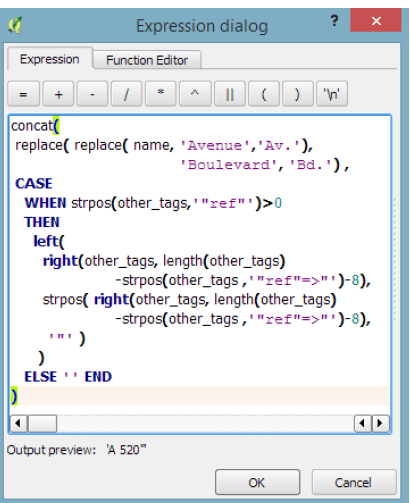 Expression dialog ? ×
Expression Function Editor
= + - / * ^ || ( ) '\n'
concat(
replace( replace( name, 'Avenue','Av.'),
'Boulevard', 'Bd.') ,
CASE
WHEN strpos(other_tags,'"ref"')>0
THEN
left(
right(other_tags, length(other_tags)
-strpos(other_tags ,'"ref"=>"')-8),
strpos( right(other_tags, length(other_tags)
-strpos(other_tags ,'"ref"=>"')-8),
'"' )
)
ELSE ' ' END
)
Output preview: 'A 520"'
OK Cancel